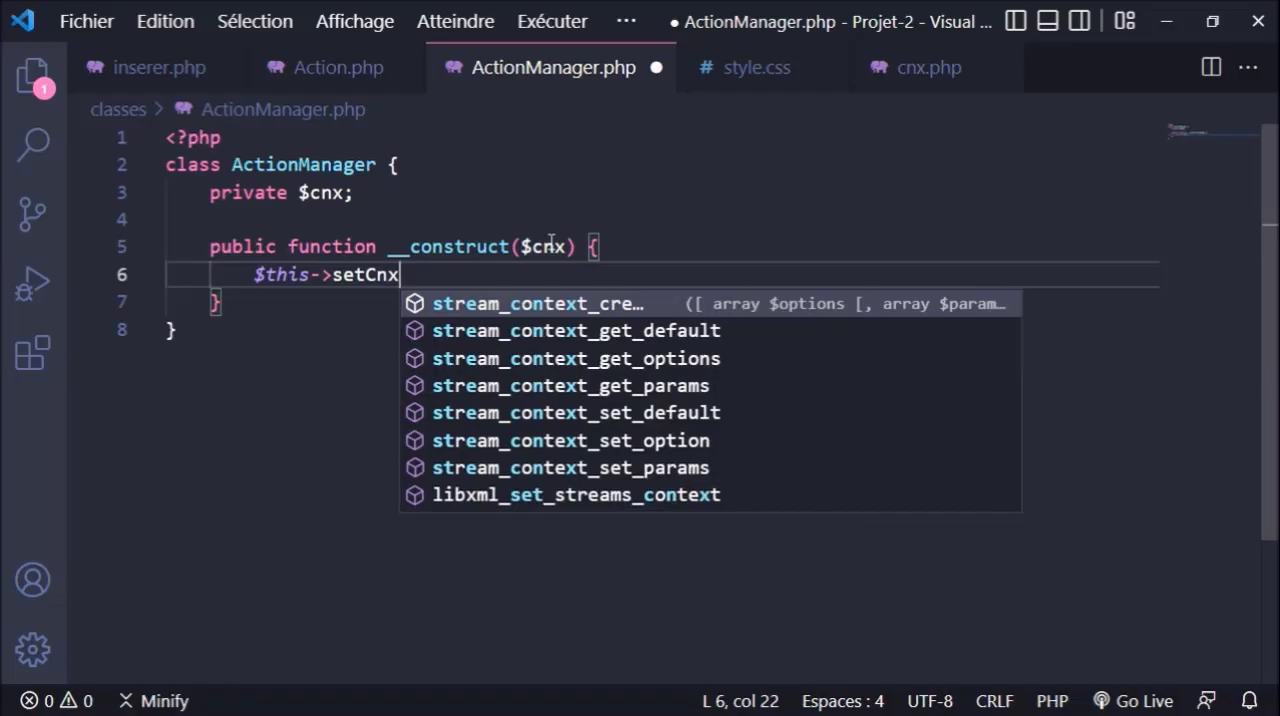 Fichier Edition Sélection Affichage Atteindre Exécuter ··· ● ActionManager.php - Projet-2 - Visual ...
inserer.php Action.php ActionManager.php ● # style.css cnx.php ···
1
classes > ActionManager.php
1 <?php
2 class ActionManager {
3 private $cnx;
4
5 public function __construct($cnx) {
6 $this->setCnx
7 }
8 }
stream_context_cre… ([ array $options [, array $param…
stream_context_get_default
stream_context_get_options
stream_context_get_params
stream_context_set_default
stream_context_set_option
stream_context_set_params
libxml_set_streams_context
0 0 Minify L 6, col 22 Espaces : 4 UTF-8 CRLF PHP Go Live